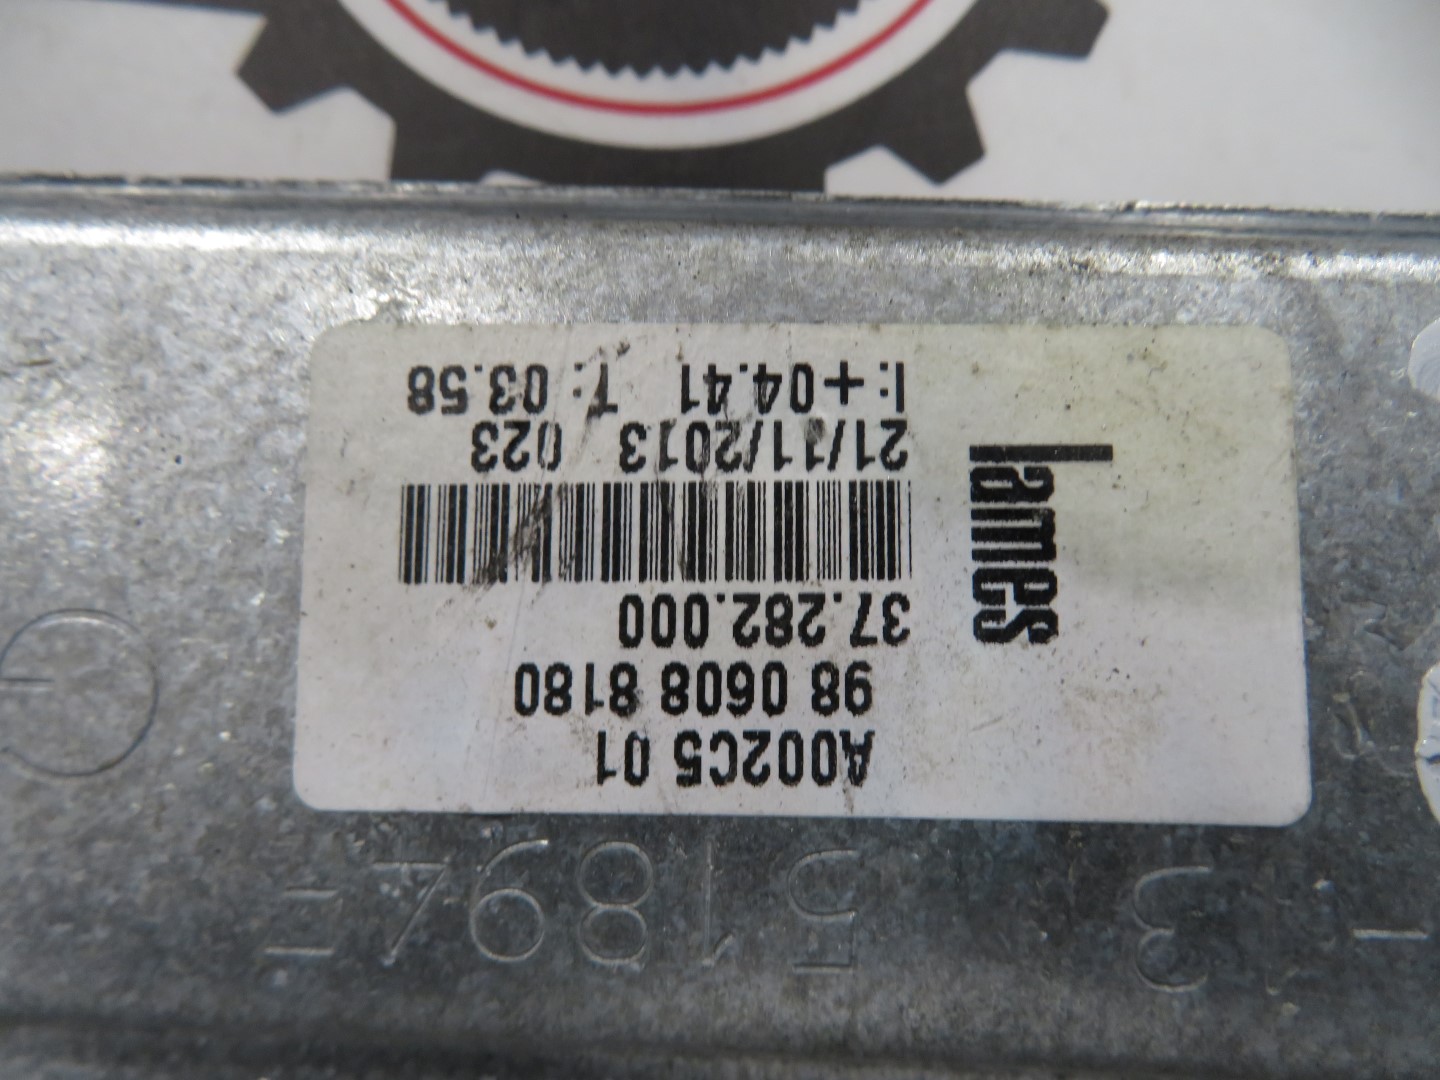 A002C5 01
98 0608 8180
37.282.000
21/11/2013 023
I:+04.41 T: 03.58
Lames